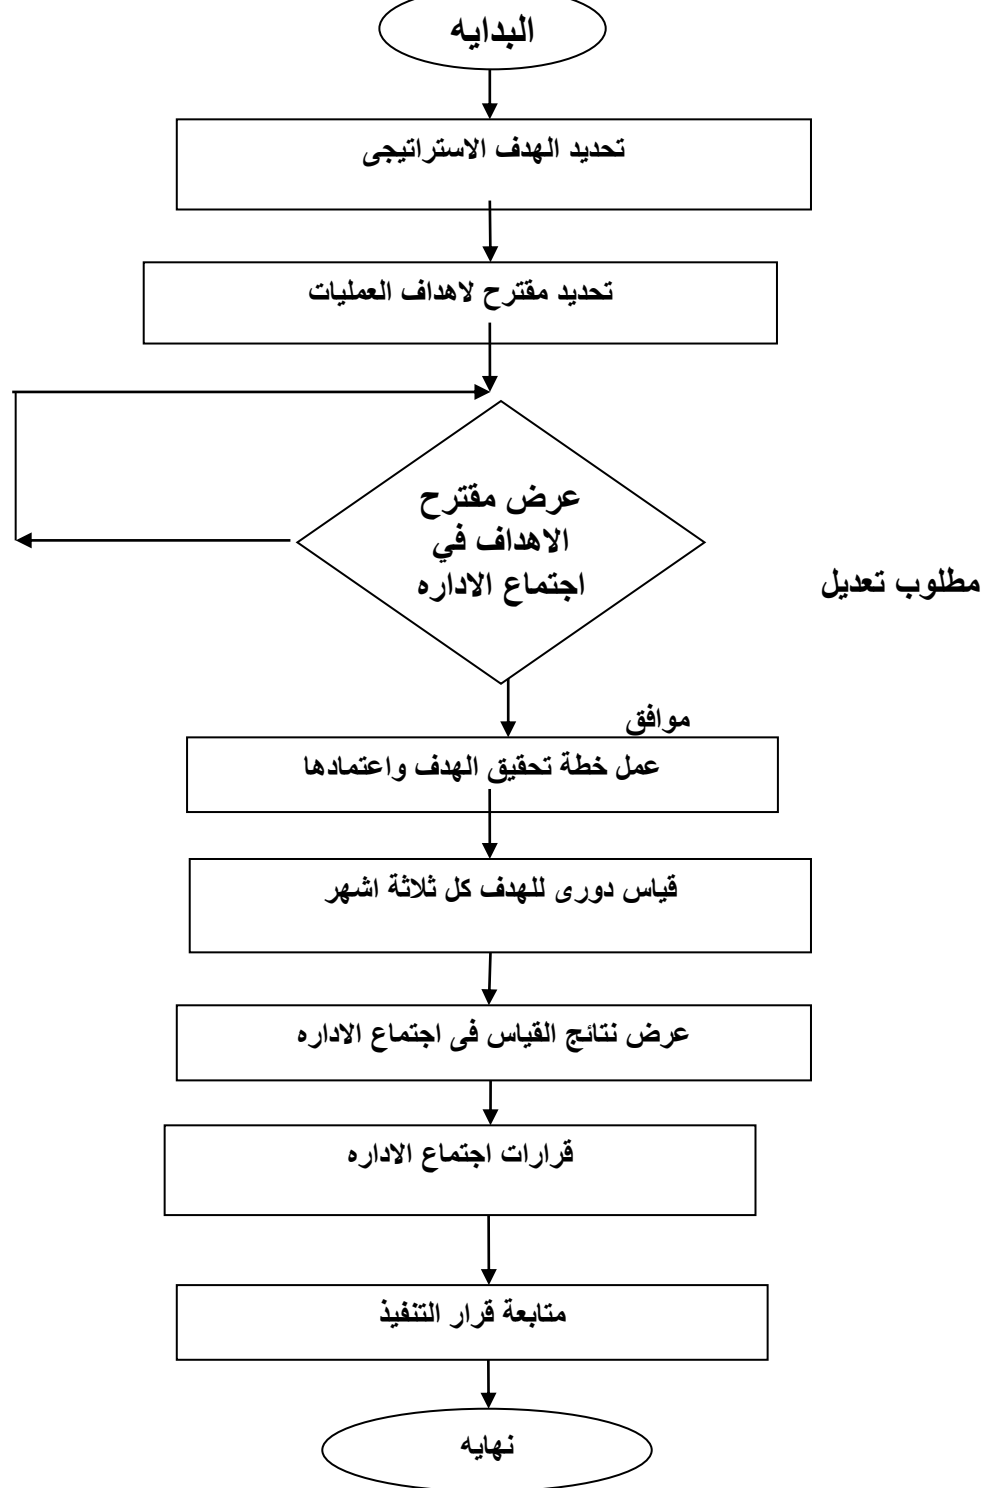 البدايه
تحديد الهدف الاستراتيجى
تحديد مقترح لاهداف العمليات
عرض مقترح
الاهداف في
اجتماع الاداره
مطلوب تعديل
موافق
عمل خطة تحقيق الهدف واعتمادها
قياس دورى للهدف كل ثلاثة اشهر
عرض نتائج القياس فى اجتماع الاداره
قرارات اجتماع الاداره
متابعة قرار التنفيذ
نهايه